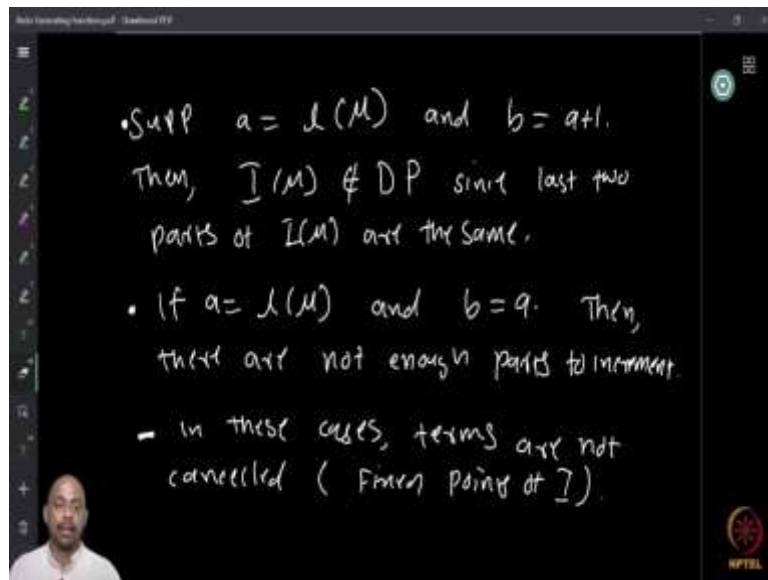 •Supp a = l(M) and b = a+1.
Then, I(M) ∉ DP since last two
parts of I(M) are the same.
• If a = l(M) and b = a. Then,
there are not enough parts to increment.
- in these cases, terms are not
cancelled ( Fixed points of I).
NPTEL